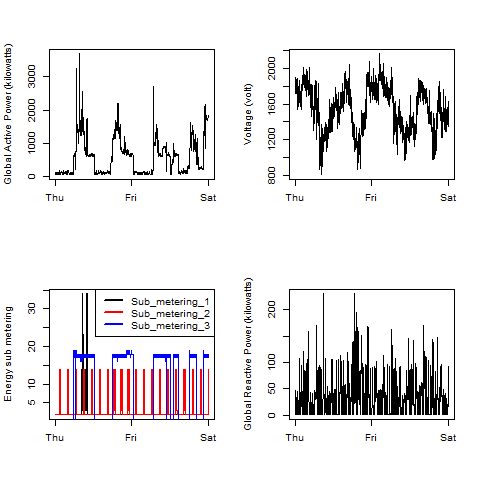 Global Active Power (kilowatts)
0
1000
2000
3000
Thu
Fri
Sat
Voltage (volt)
800
1200
1600
2000
Thu
Fri
Sat
Energy sub metering
5
10
20
35
Sub_metering_1
Sub_metering_2
Sub_metering_3
Thu
Fri
Sat
Global Reactive Power (kilowatts)
0
50
100
200
Thu
Fri
Sat